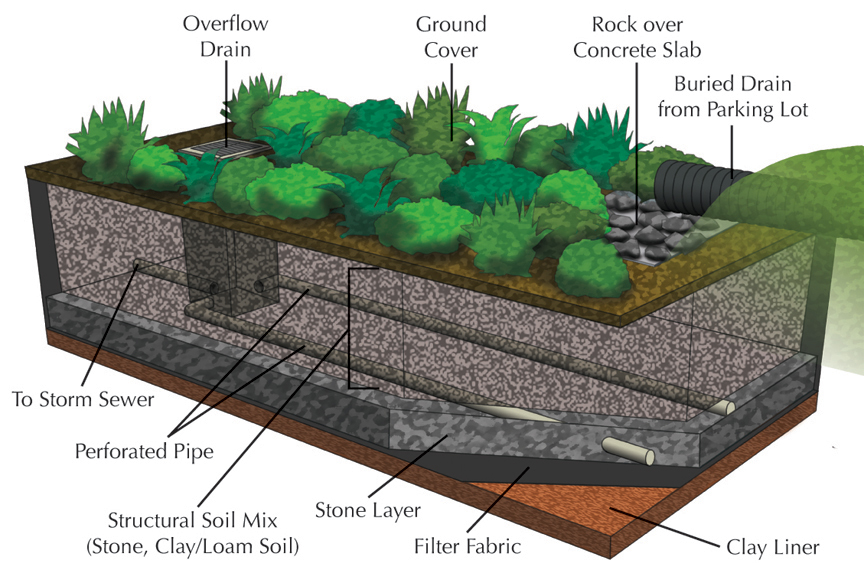 Overflow
Drain
Ground
Cover
Rock over
Concrete Slab
Buried Drain
from Parking Lot
To Storm Sewer
Perforated Pipe
Structural Soil Mix
(Stone, Clay/Loam Soil)
Stone Layer
Filter Fabric
Clay Liner